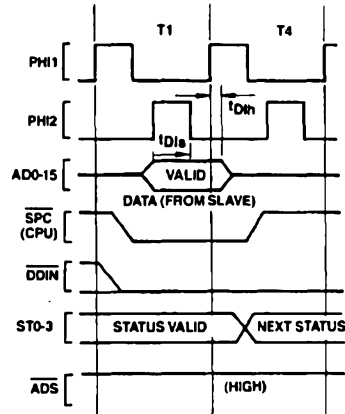 T1 T4
PHI1
tDIh
PHI2
tDIs
AD0-15 VALID
DATA (FROM SLAVE)
SPC
(CPU)
DDIN
ST0-3 STATUS VALID NEXT STATUS
ADS (HIGH)